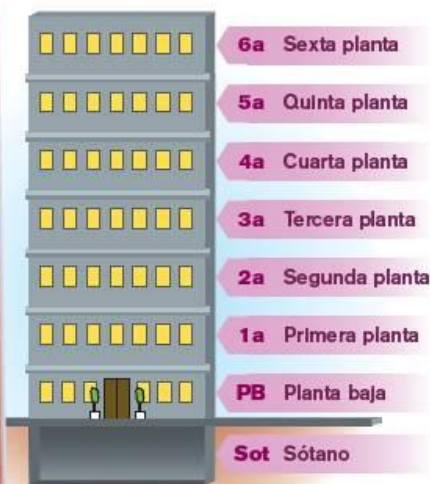 6a Sexta planta
5a Quinta planta
4a Cuarta planta
3a Tercera planta
2a Segunda planta
1a Primera planta
PB Planta baja
Sot Sótano